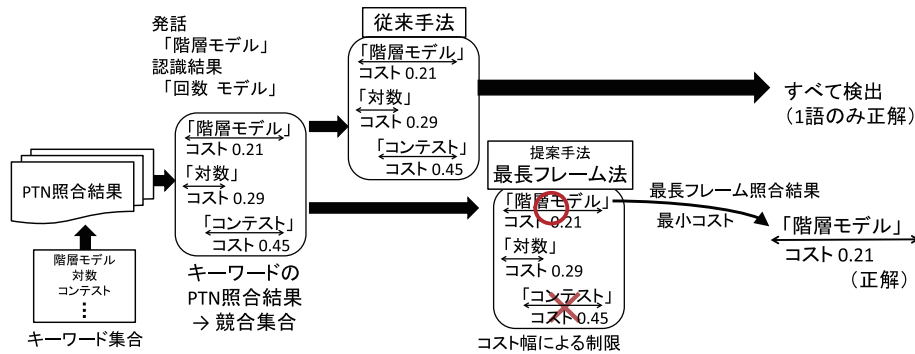 発話
「階層モデル」
認識結果
「回数 モデル」
従来手法
「階層モデル」
コスト 0.21
「対数」
コスト 0.29
「コンテスト」
コスト 0.45
すべて検出
(1語のみ正解)
PTN照合結果
「階層モデル」
コスト 0.21
「対数」
コスト 0.29
「コンテスト」
コスト 0.45
キーワードの
PTN照合結果
→ 競合集合
階層モデル
対数
コンテスト
⋮
キーワード集合
提案手法
最長フレーム法
「階層モデル」
コスト 0.21
「対数」
コスト 0.29
「コンテスト」
コスト 0.45
コスト幅による制限
最長フレーム照合結果
最小コスト
「階層モデル」
コスト 0.21
(正解)